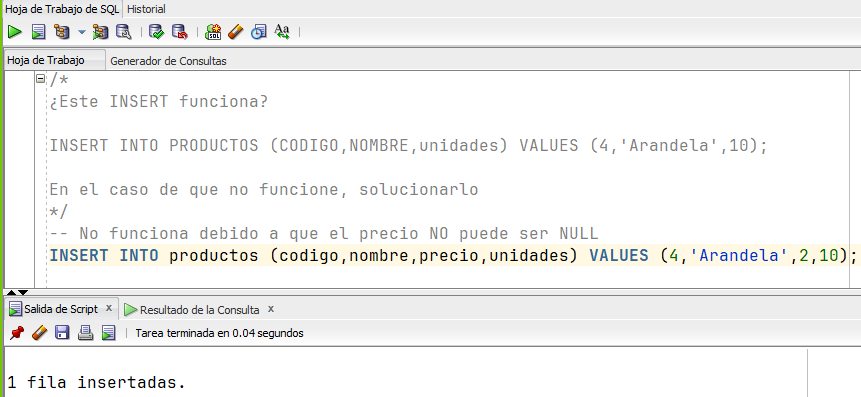 Hoja de Trabajo de SQL Historial
SQL Aa
Hoja de Trabajo Generador de Consultas
/*
¿Este INSERT funciona?
INSERT INTO PRODUCTOS (CODIGO,NOMBRE,unidades) VALUES (4,'Arandela',10);
En el caso de que no funcione, solucionarlo
*/
-- No funciona debido a que el precio NO puede ser NULL
INSERT INTO productos (codigo,nombre,precio,unidades) VALUES (4,'Arandela',2,10);
Salida de Script x Resultado de la Consulta x
Tarea terminada en 0.04 segundos
1 fila insertadas.